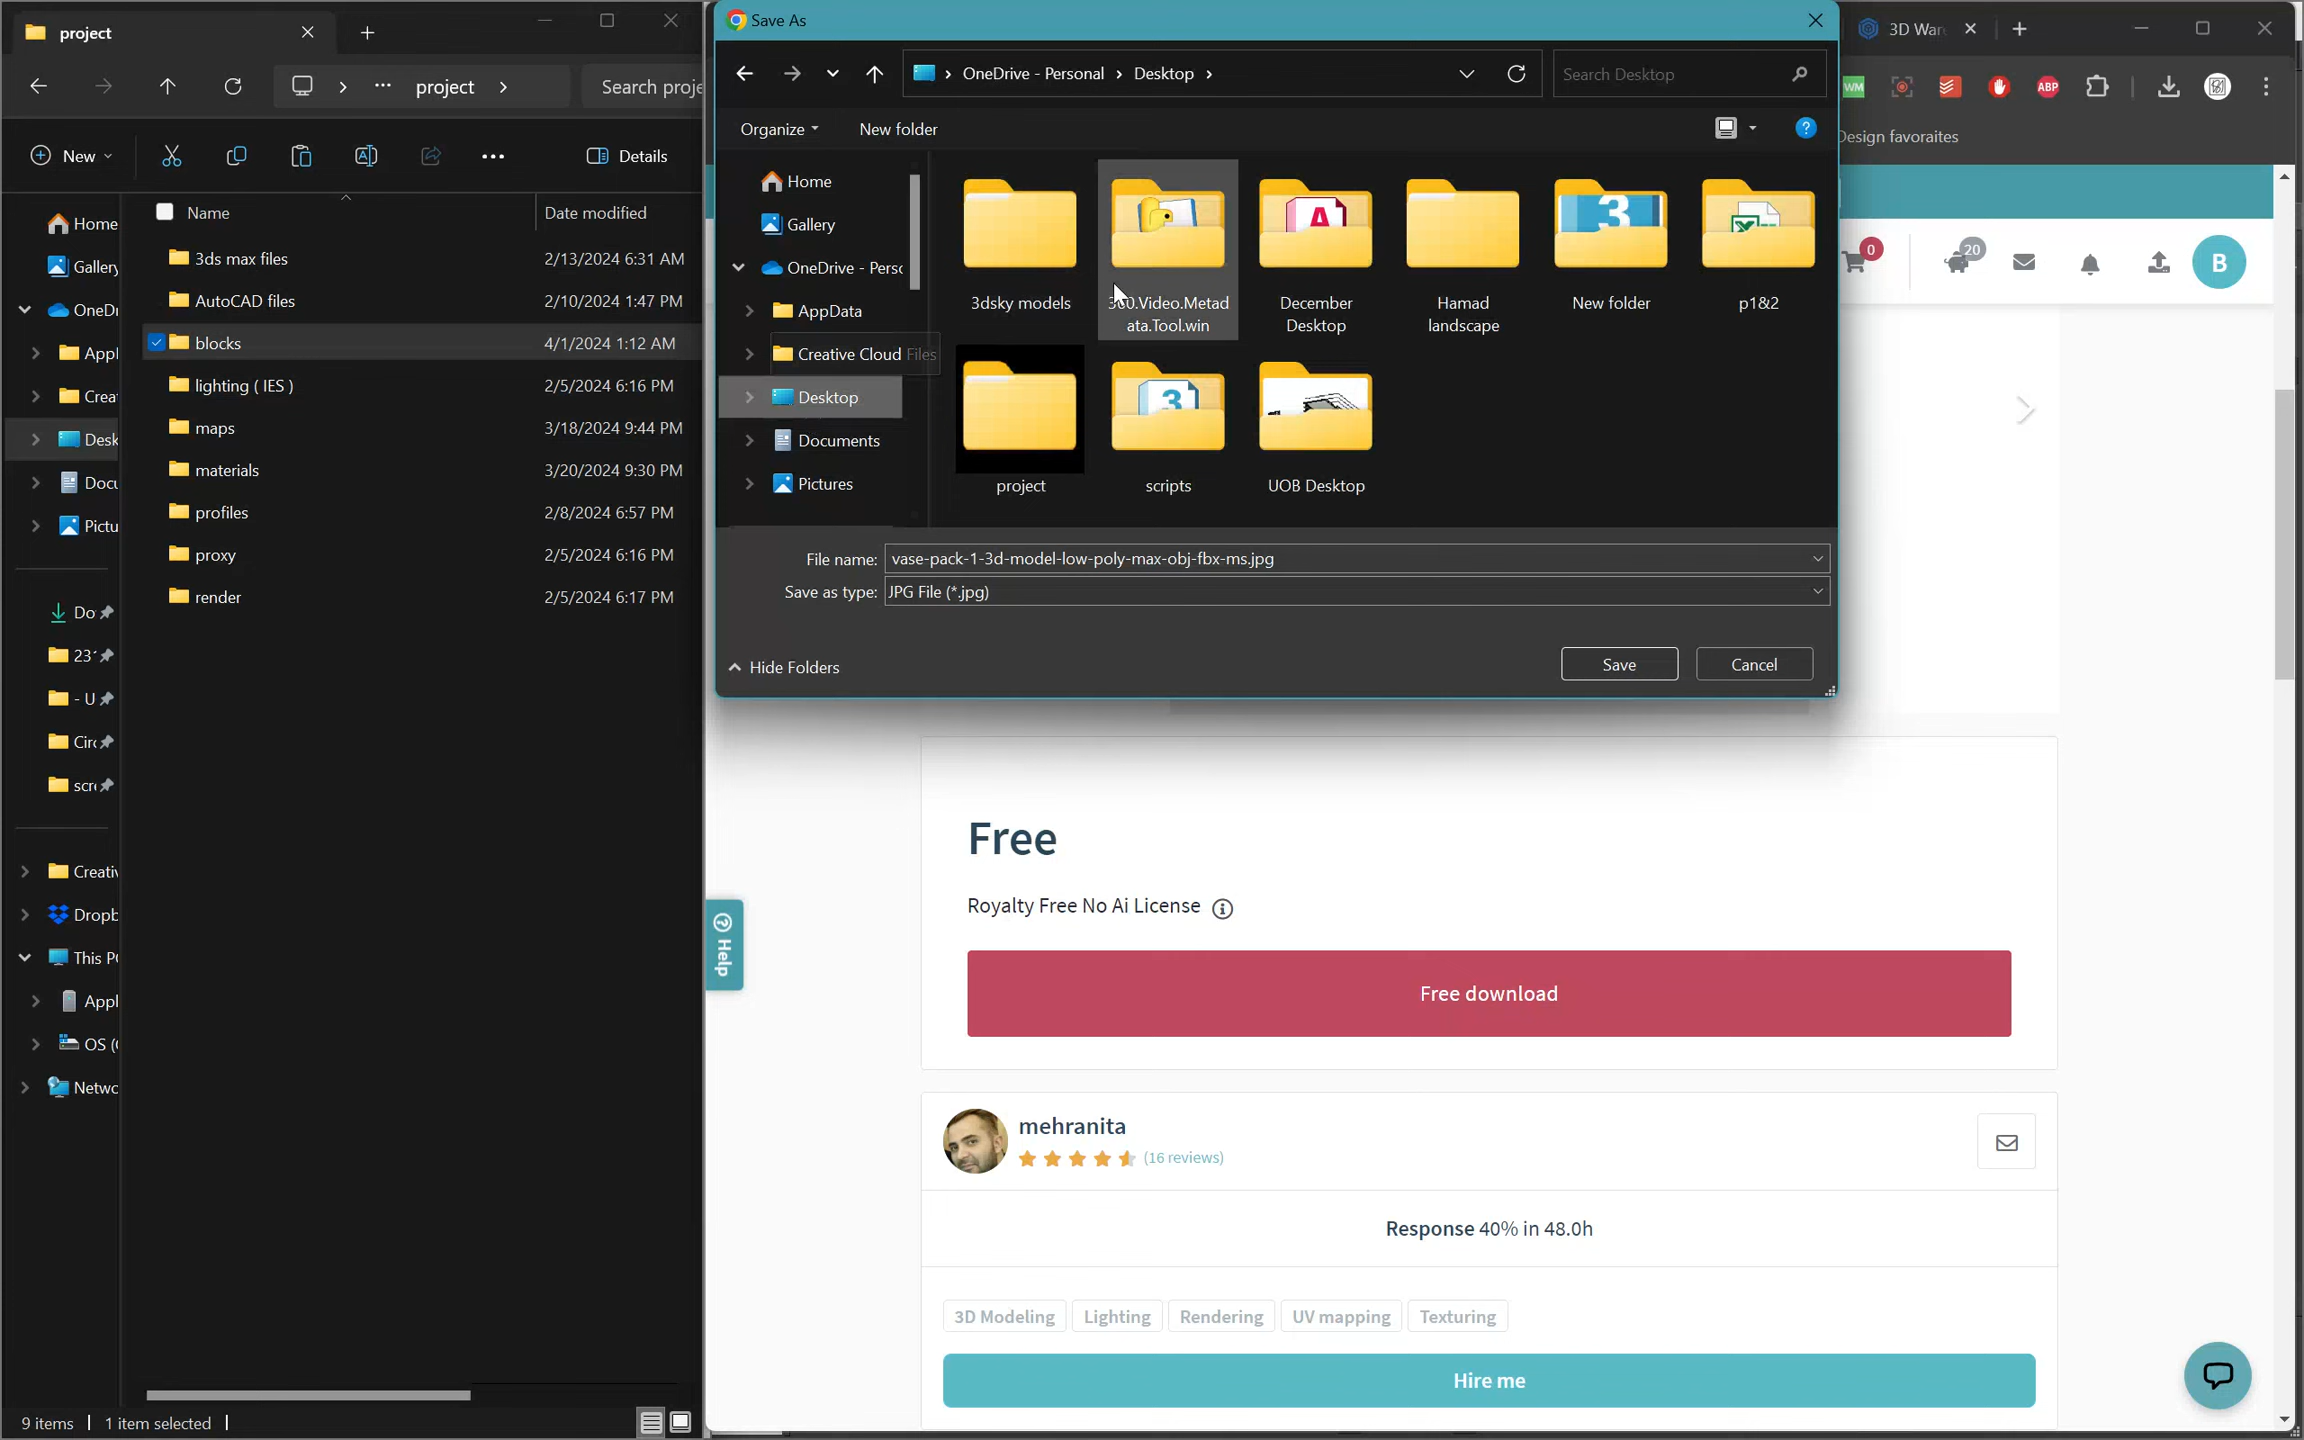 project
Search proje
New
Details
Name
Date modified
3ds max files 2/13/2024 6:31 AM
AutoCAD files 2/10/2024 1:47 PM
blocks 4/1/2024 1:12 AM
lighting ( IES ) 2/5/2024 6:16 PM
maps 3/18/2024 9:44 PM
materials 3/20/2024 9:30 PM
profiles 2/8/2024 6:57 PM
proxy 2/5/2024 6:16 PM
render 2/5/2024 6:17 PM
Home
Gallery
OneDr
Appl
Crea
Desk
Docu
Pictu
Do
23
- U
Circ
scre
Creativ
Dropb
This P
Appl
OS (
Netwo
9 items
1 item selected
Save As
OneDrive - Personal
Desktop
Search Desktop
Organize
New folder
Home
Gallery
OneDrive - Perso
AppData
Creative Cloud Files
Desktop
Documents
Pictures
3dsky models
360.Video.Metad
ata.Tool.win
December
Desktop
Hamad
landscape
New folder
p1&2
project
scripts
UOB Desktop
File name: vase-pack-1-3d-model-low-poly-max-obj-fbx-ms.jpg
Save as type: JPG File (*.jpg)
Hide Folders
Save
Cancel
3D War
WM
ABP
Design favoraites
0
20
B
Free
Royalty Free No Ai License
Free download
Help
mehranita
(16 reviews)
Response 40% in 48.0h
3D Modeling
Lighting
Rendering
UV mapping
Texturing
Hire me